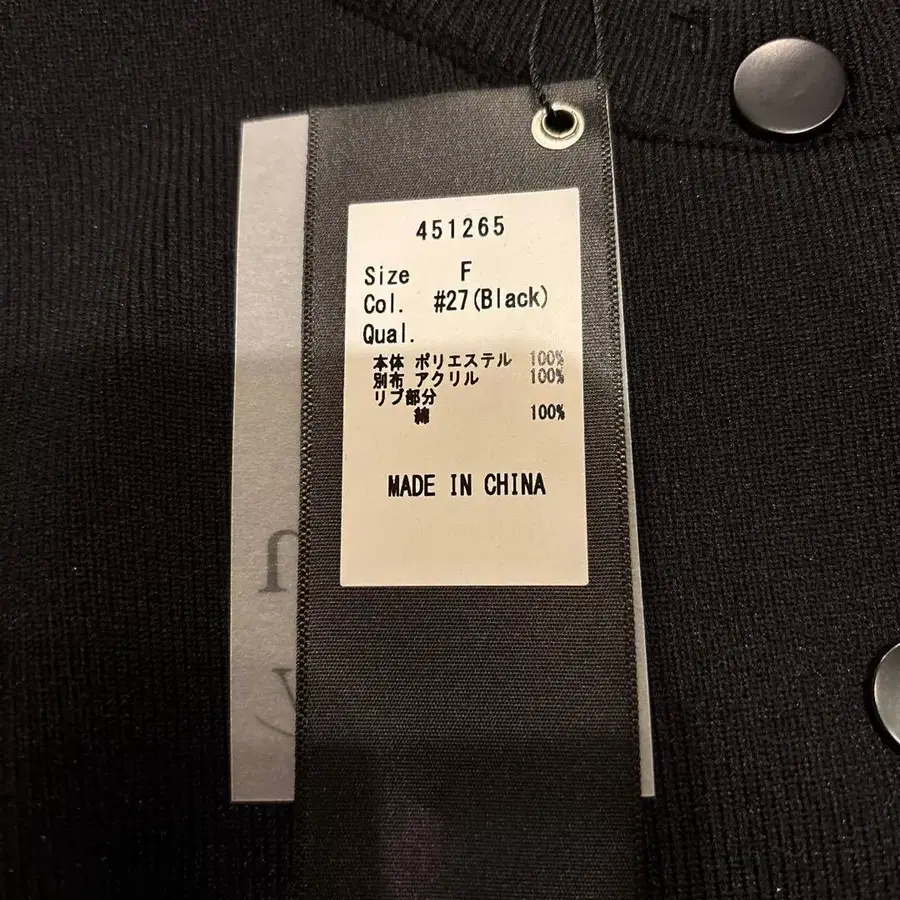 451265
Size F
Col. #27(Black)
Qual.
本体 ポリエステル 100%
別布 アクリル 100%
リブ部分
綿 100%
MADE IN CHINA